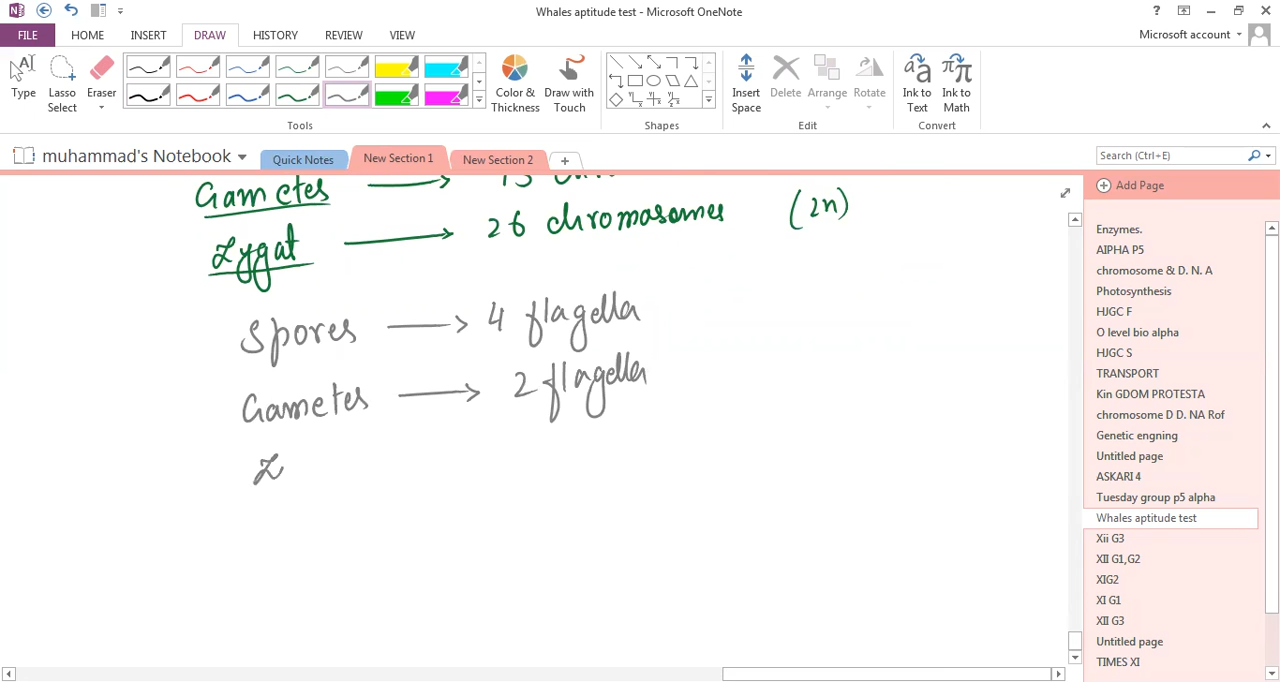 Whales aptitude test - Microsoft OneNote
FILE HOME INSERT DRAW HISTORY REVIEW VIEW
Microsoft account
Type
Lasso Select
Eraser
Color & Thickness
Draw with Touch
Insert Space
Delete
Arrange
Rotate
Ink to Text
Ink to Math
Tools
Shapes
Edit
Convert
muhammad's Notebook
Quick Notes
New Section 1
New Section 2
Search (Ctrl+E)
Add Page
Gametes
Zygat 26 chromosomes (2n)
Spores 4 flagella
Gametes 2 flagella
Z
Enzymes.
AIPHA P5
chromosome & D. N. A
Photosynthesis
HJGC F
O level bio alpha
HJGC S
TRANSPORT
Kin GDOM PROTESTA
chromosome D D. NA Rof
Genetic engning
Untitled page
ASKARI 4
Tuesday group p5 alpha
Whales aptitude test
Xii G3
XII G1,G2
XIG2
XI G1
XII G3
Untitled page
TIMES XI